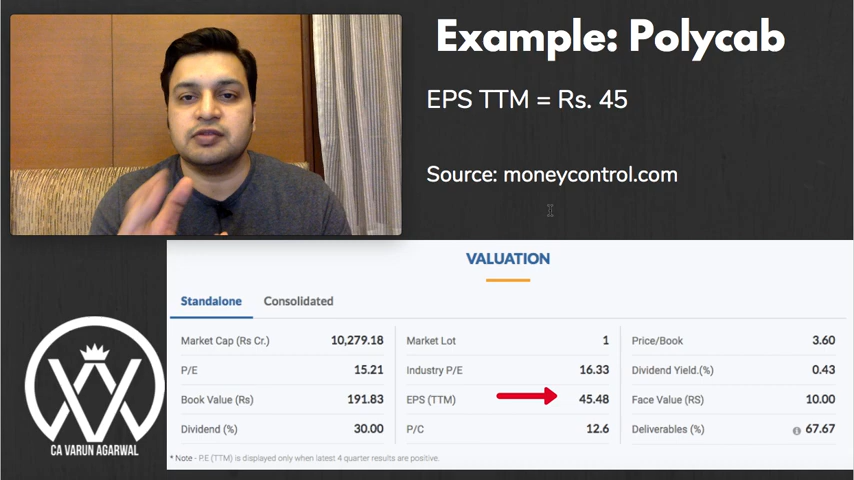 Example: Polycab
EPS TTM = Rs. 45
Source: moneycontrol.com
VALUATION
Standalone Consolidated
Market Cap (Rs Cr.) 10,279.18 Market Lot 1 Price/Book 3.60
P/E 15.21 Industry P/E 16.33 Dividend Yield.(%) 0.43
Book Value (Rs) 191.83 EPS (TTM) 45.48 Face Value (RS) 10.00
Dividend (%) 30.00 P/C 12.6 Deliverables (%) 67.67
* Note - P.E (TTM) is displayed only when latest 4 quarter results are positive.
CA VARUN AGARWAL